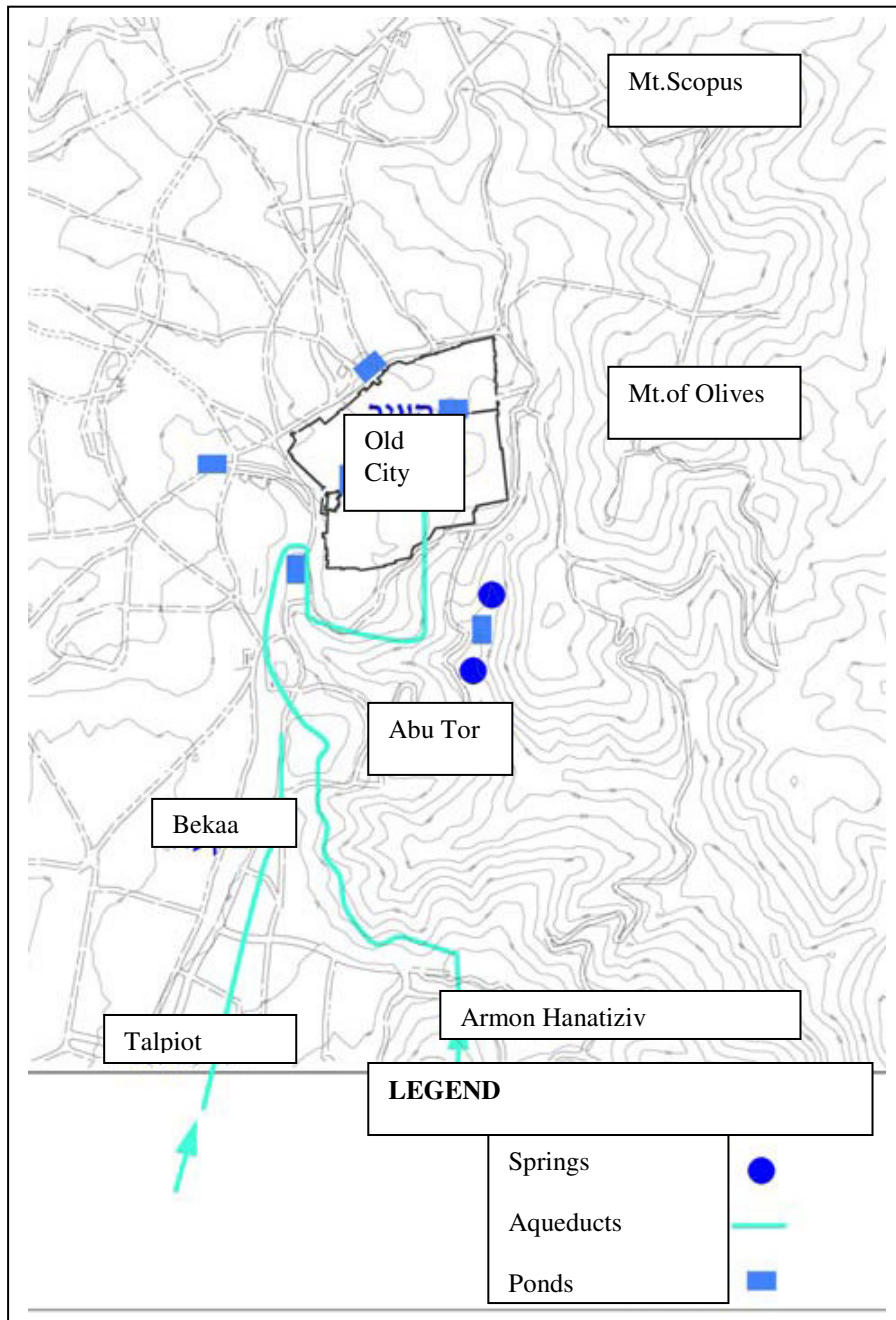 Mt.Scopus
Mt.of Olives
Old
City
Abu Tor
Bekaa
Armon Hanatiziv
Talpiot
LEGEND
Springs
Aqueducts
Ponds